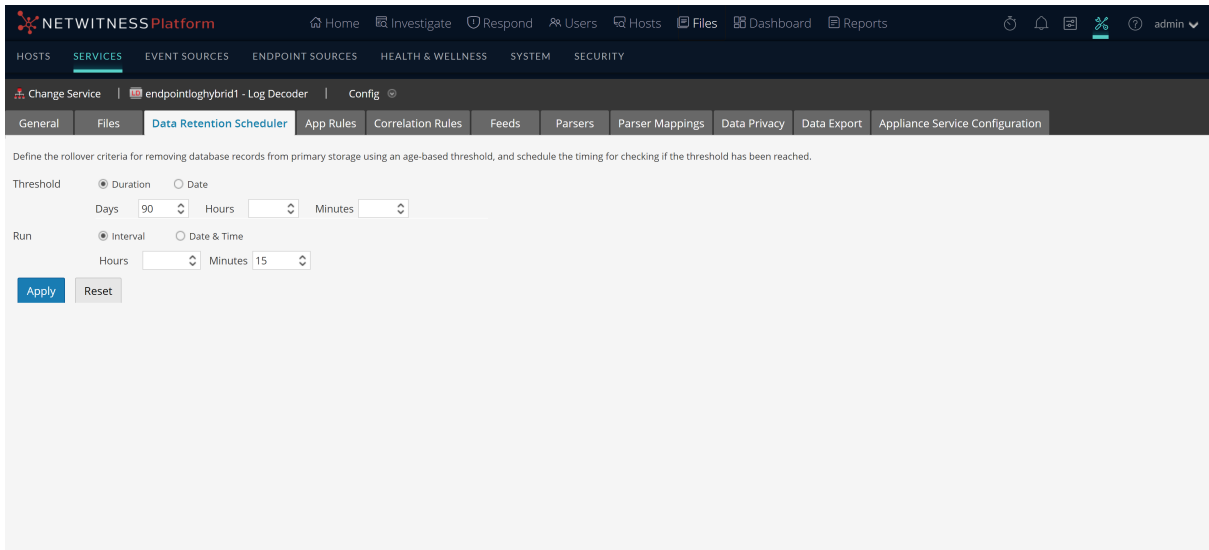 NETWITNESS Platform Home Investigate Respond Users Hosts Files Dashboard Reports admin
HOSTS SERVICES EVENT SOURCES ENDPOINT SOURCES HEALTH & WELLNESS SYSTEM SECURITY
Change Service | LD endpointloghybrid1 - Log Decoder | Config
General Files Data Retention Scheduler App Rules Correlation Rules Feeds Parsers Parser Mappings Data Privacy Data Export Appliance Service Configuration
Define the rollover criteria for removing database records from primary storage using an age-based threshold, and schedule the timing for checking if the threshold has been reached.
Threshold Duration Date
Days 90 Hours Minutes
Run Interval Date & Time
Hours Minutes 15
Apply Reset